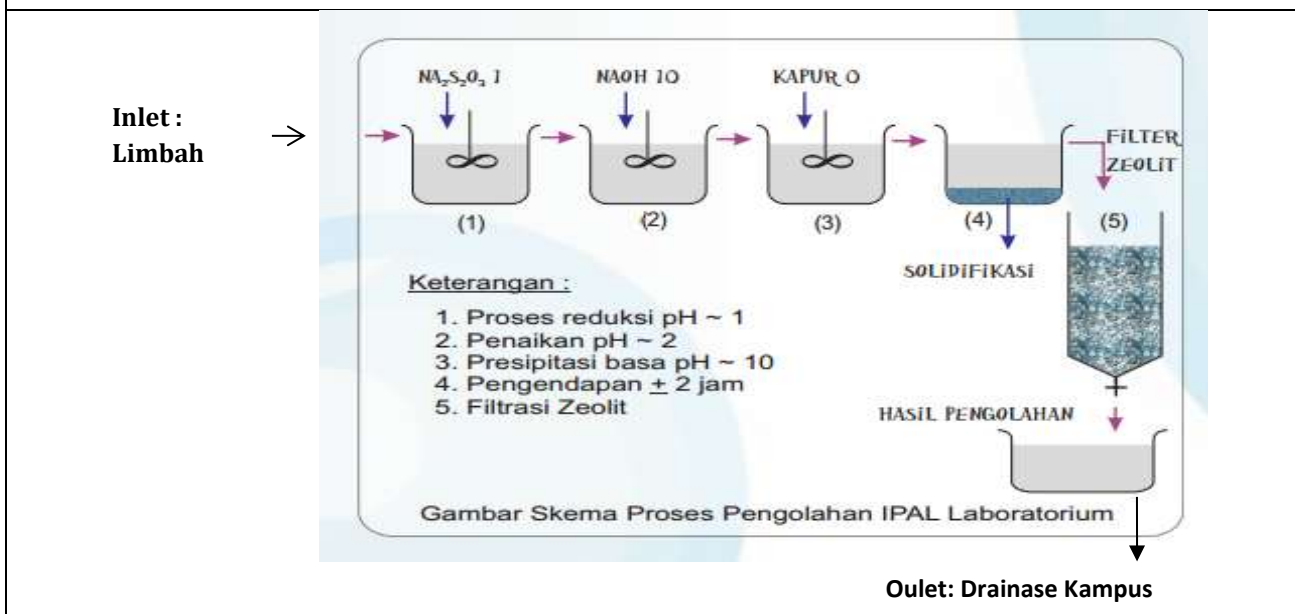 Inlet :
Limbah
NA₂S₂O₃ 1
NAOH 10
KAPUR O
FILTER
ZEOLIT
(1)
(2)
(3)
(4)
(5)
SOLIDIFIKASI
Keterangan :
1. Proses reduksi pH ~ 1
2. Penaikan pH ~ 2
3. Presipitasi basa pH ~ 10
4. Pengendapan ± 2 jam
5. Filtrasi Zeolit
HASIL PENGOLAHAN
Gambar Skema Proses Pengolahan IPAL Laboratorium
Oulet: Drainase Kampus